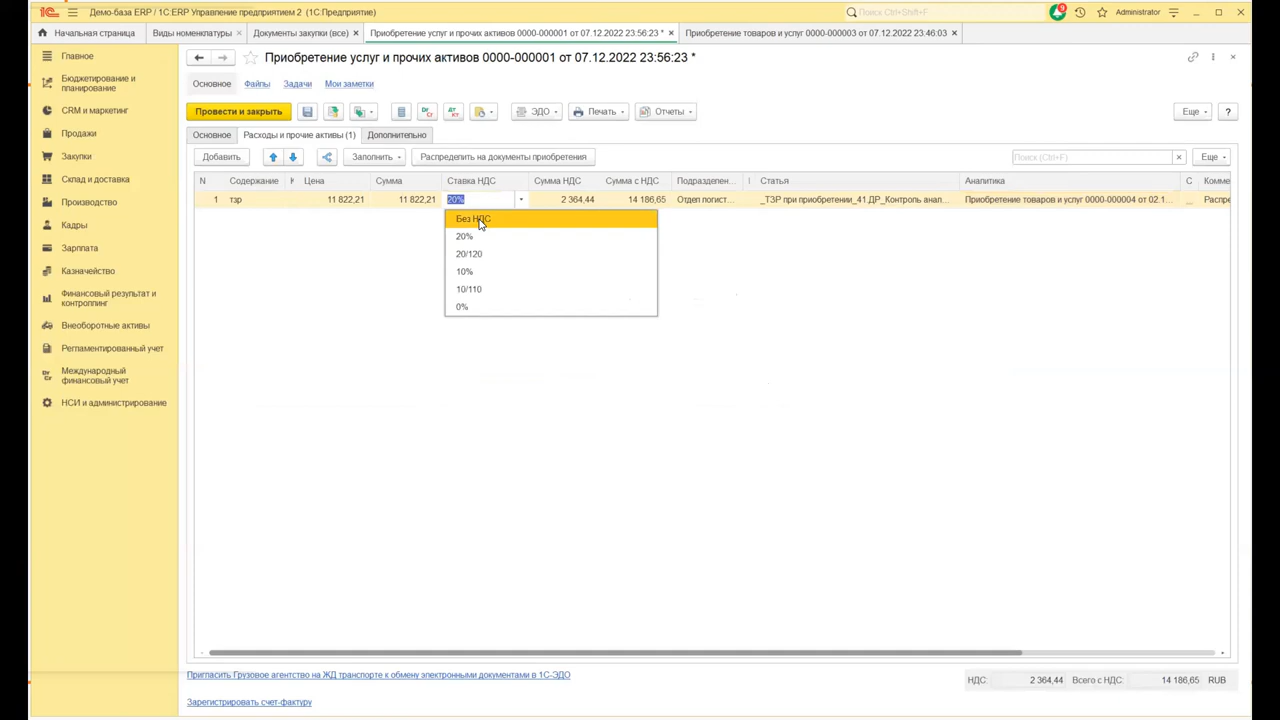 Демо-база ERP / 1C:ERP Управление предприятием 2 (1С:Предприятие)
Поиск Ctrl+Shift+F
Administrator
Начальная страница
Виды номенклатуры ×
Документы закупки (все) ×
Приобретение услуг и прочих активов 0000-000001 от 07.12.2022 23:56:23 * ×
Приобретение товаров и услуг 0000-000003 от 07.12.2022 23:46:03 ×
Главное
Бюджетирование и
планирование
CRM и маркетинг
Продажи
Закупки
Склад и доставка
Производство
Кадры
Зарплата
Казначейство
Финансовый результат и
контроллинг
Внеоборотные активы
Регламентированный учет
Международный
финансовый учет
НСИ и администрирование
Приобретение услуг и прочих активов 0000-000001 от 07.12.2022 23:56:23 *
Основное Файлы Задачи Мои заметки
Провести и закрыть ЭДО Печать Отчеты Еще ?
Основное Расходы и прочие активы (1) Дополнительно
Добавить Заполнить Распределить на документы приобретения Поиск (Ctrl+F) × Еще
N Содержание Цена Сумма Ставка НДС Сумма НДС Сумма с НДС Подразделен... Статья Аналитика С Комме
1 тзр 11 822,21 11 822,21 20% 2 364,44 14 186,65 Отдел логист... _ТЗР при приобретении_41.ДР_Контроль анал... Приобретение товаров и услуг 0000-000004 от 02.1... ... Распре
Без НДС
20%
20/120
10%
10/110
0%
Пригласить Грузовое агентство на ЖД транспорте к обмену электронными документами в 1С-ЭДО
НДС: 2 364,44 Всего с НДС: 14 186,65 RUB
Зарегистрировать счет-фактуру